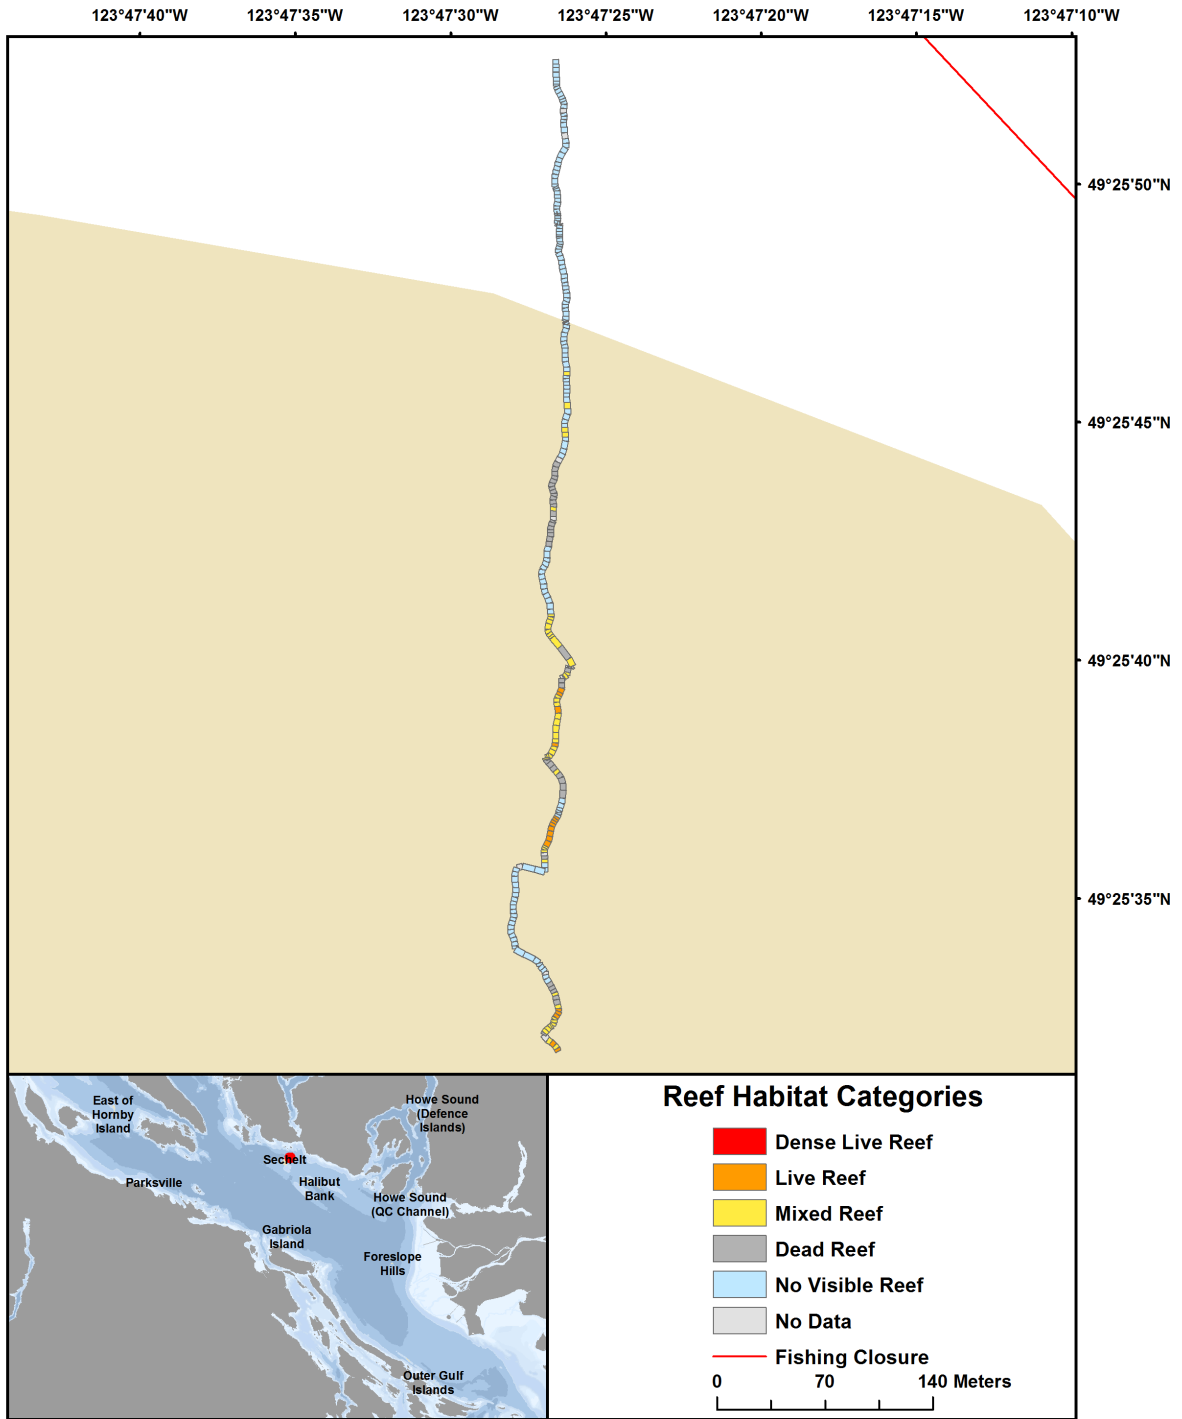 123°47'40"W 123°47'35"W 123°47'30"W 123°47'25"W 123°47'20"W 123°47'15"W 123°47'10"W
49°25'50"N
49°25'45"N
49°25'40"N
49°25'35"N
East of
Hornby
Island
Howe Sound
(Defence
Islands)
Sechelt
Parksville
Halibut
Bank
Howe Sound
(QC Channel)
Gabriola
Island
Foreslope
Hills
Outer Gulf
Islands
Reef Habitat Categories
Dense Live Reef
Live Reef
Mixed Reef
Dead Reef
No Visible Reef
No Data
Fishing Closure
0 70 140 Meters